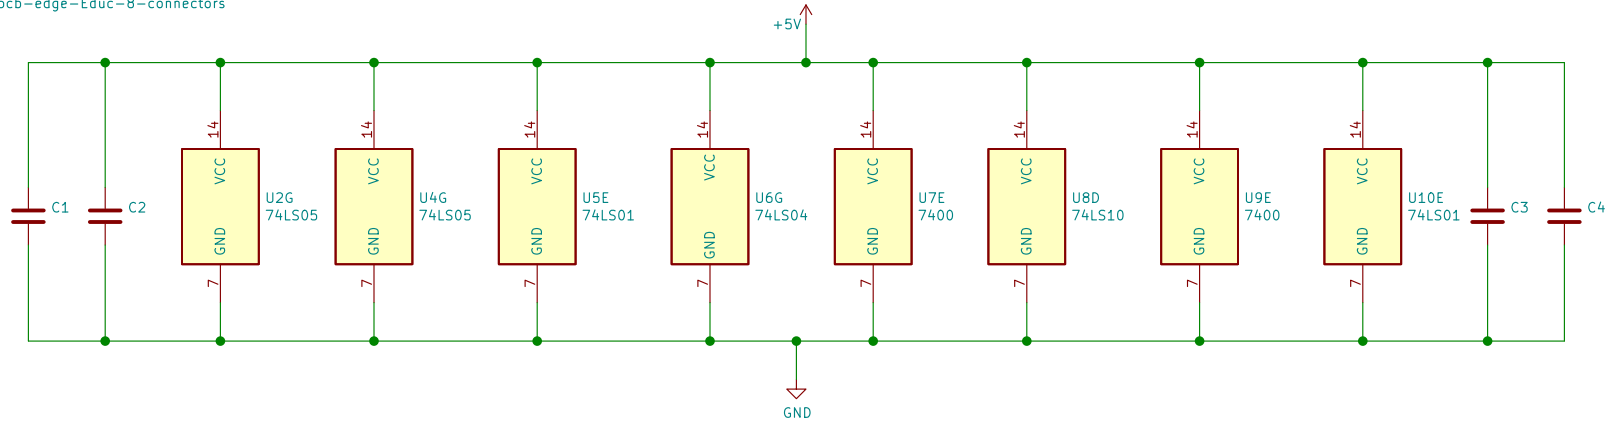 pcb-edge-Educ-8-connectors
+5V
14 14 14 14 14 14 14 14
VCC VCC VCC VCC VCC VCC VCC VCC
C1 C2 U2G U4G U5E U6G U7E U8D U9E U10E C3 C4
74LS05 74LS05 74LS01 74LS04 7400 74LS10 7400 74LS01
GND GND GND GND GND GND GND GND
7 7 7 7 7 7 7 7
GND